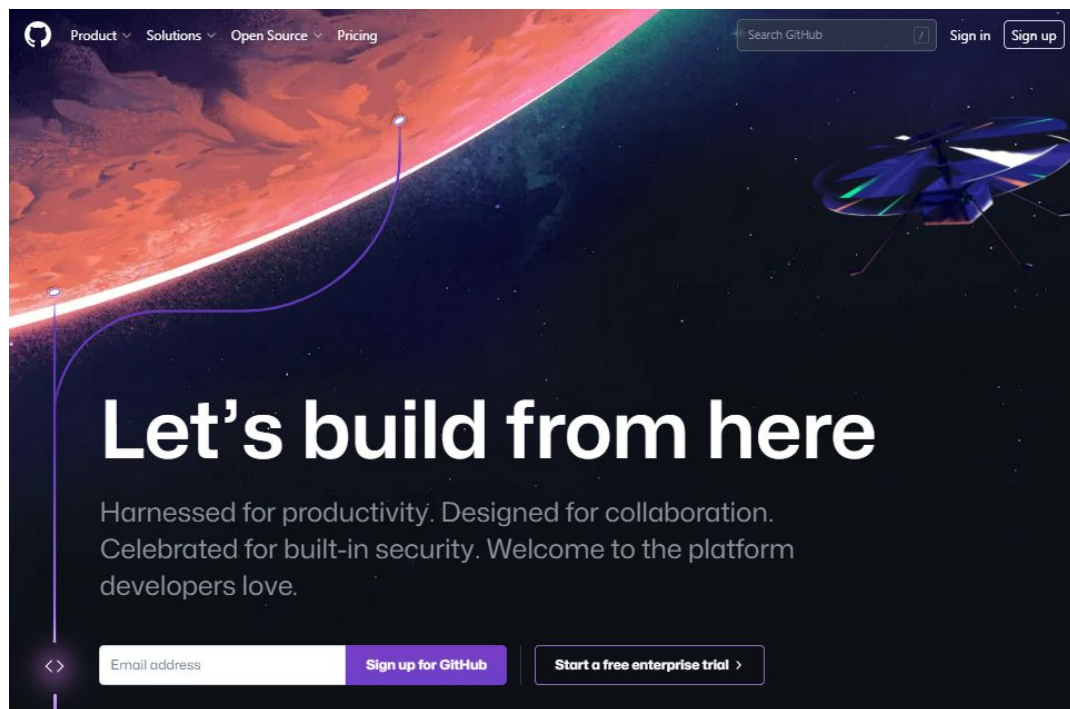 Product Solutions Open Source Pricing Search GitHub / Sign in Sign up
Let’s build from here
Harnessed for productivity. Designed for collaboration.
Celebrated for built-in security. Welcome to the platform
developers love.
Email address Sign up for GitHub Start a free enterprise trial